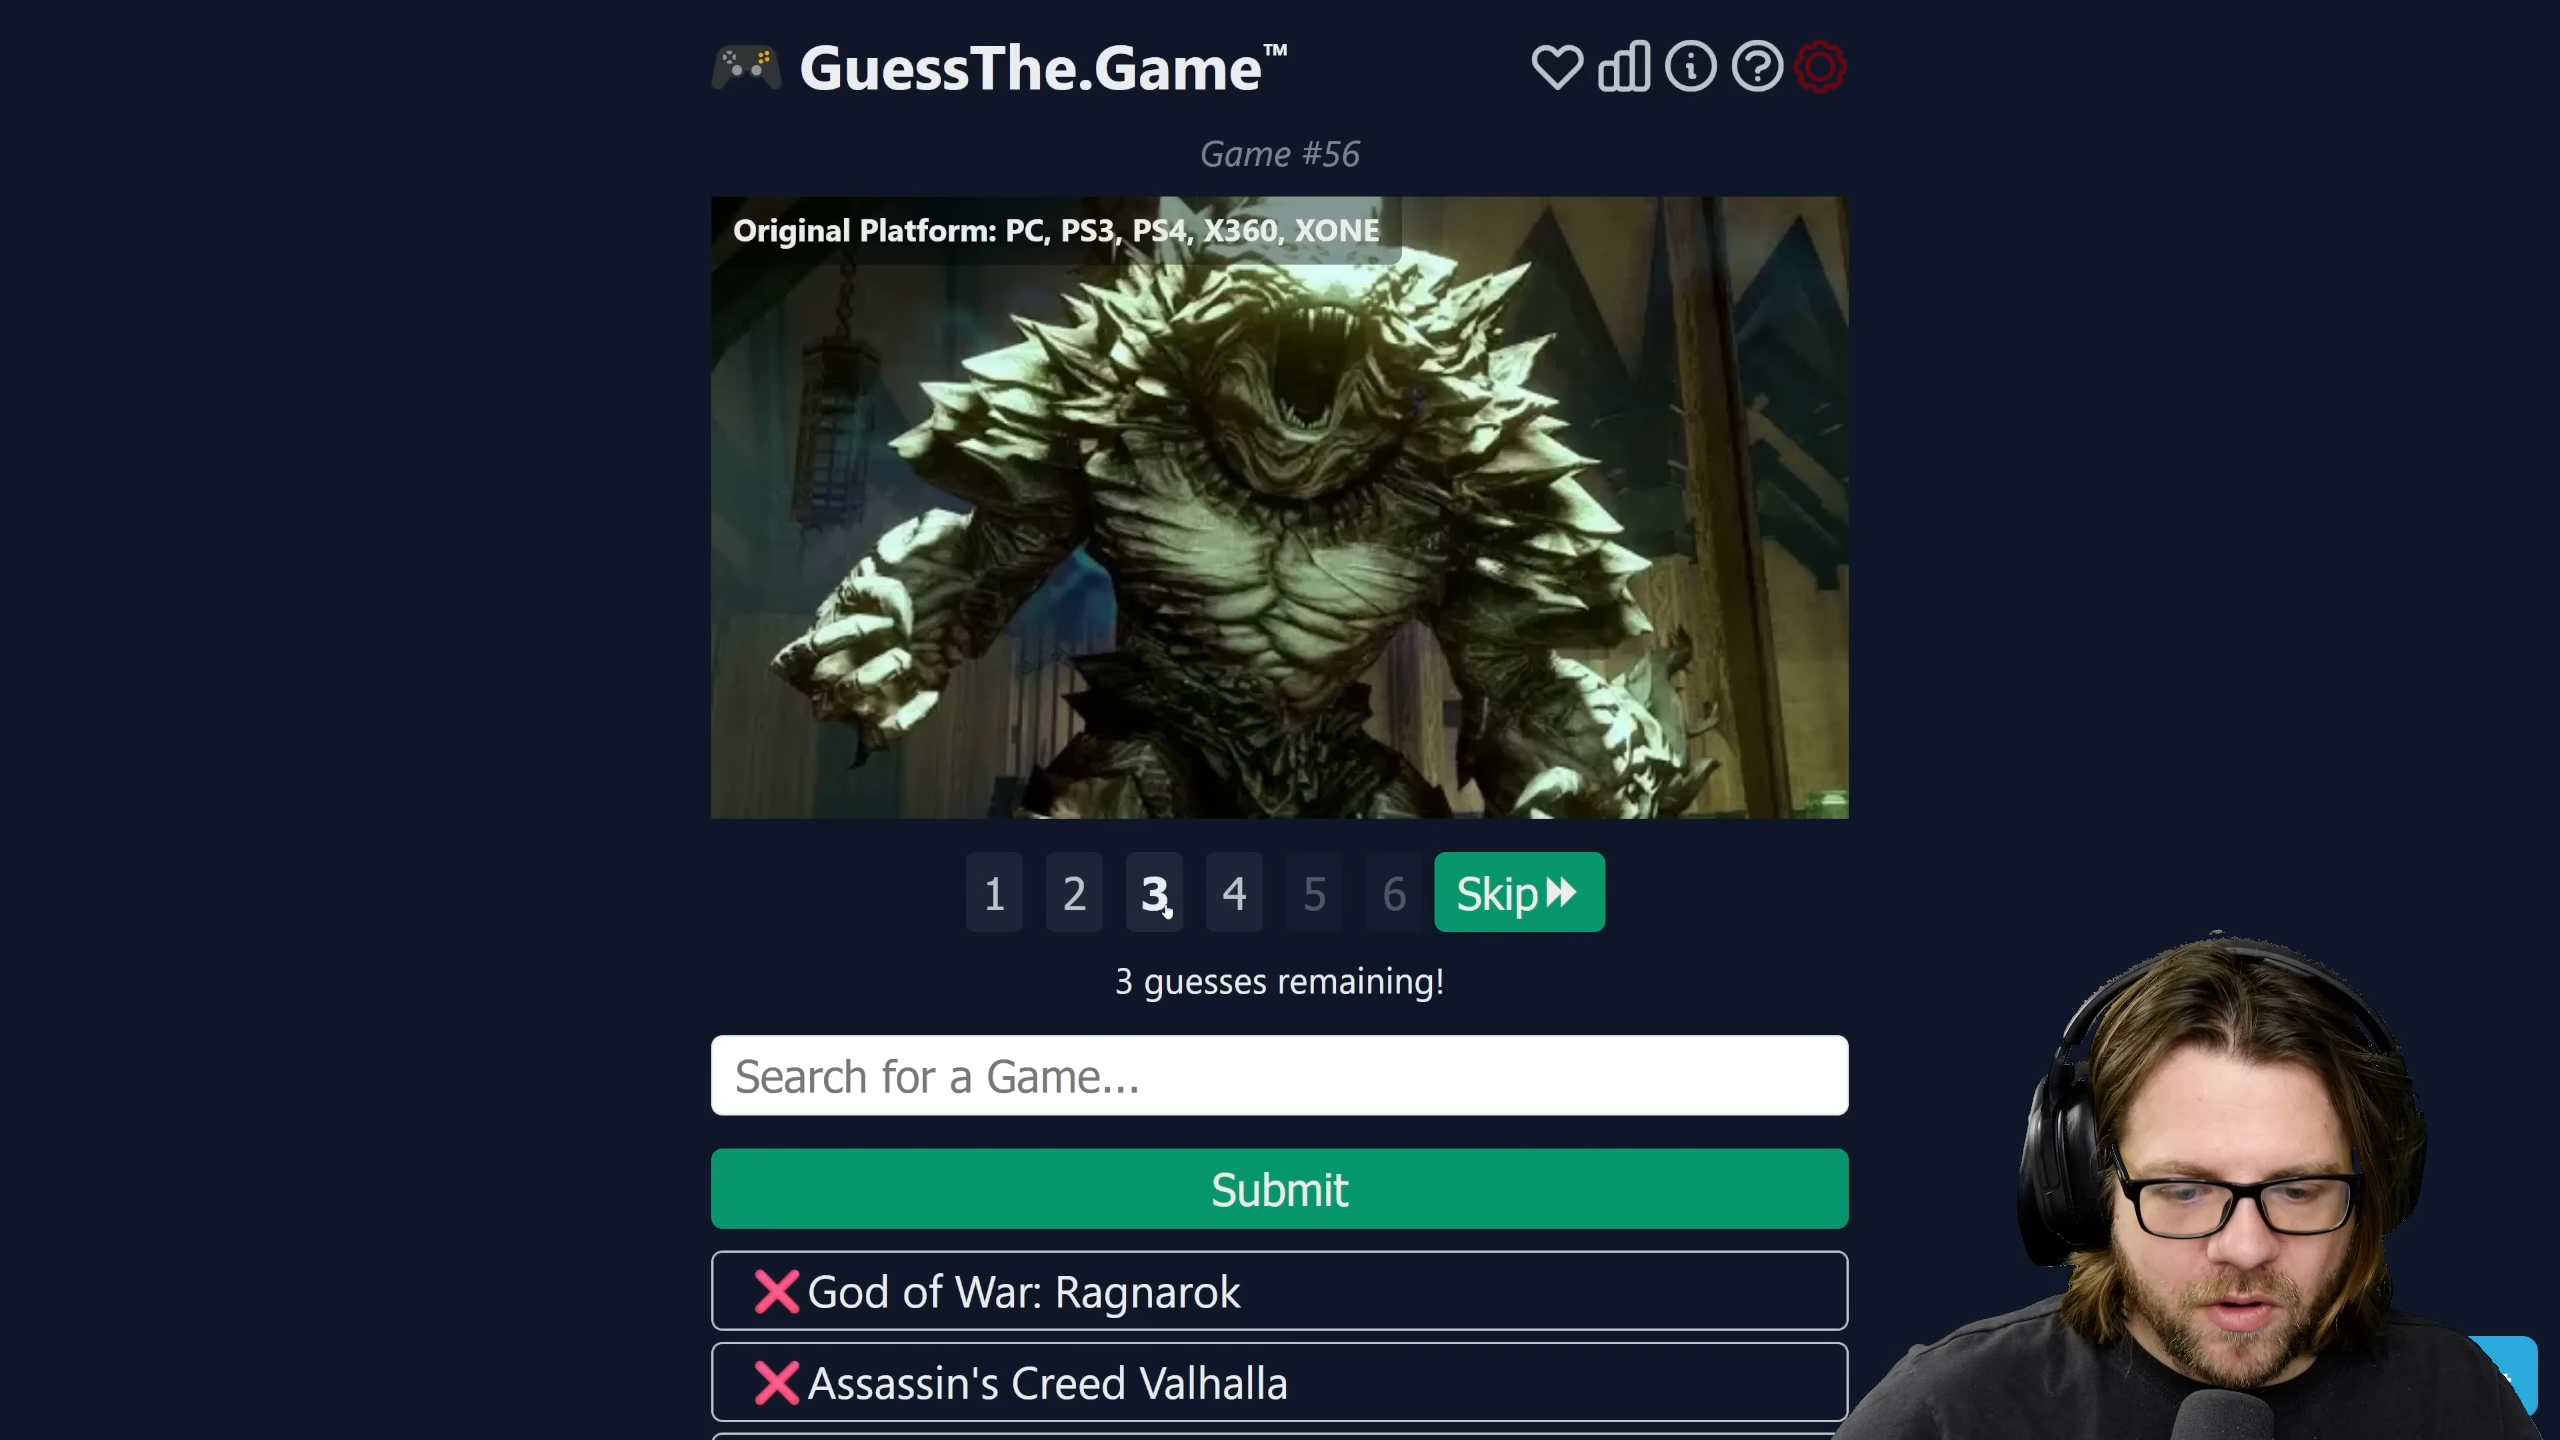 GuessThe.Game™
Game #56
Original Platform: PC, PS3, PS4, X360, XONE
1 2 3 4 5 6 Skip
3 guesses remaining!
Search for a Game...
Submit
God of War: Ragnarok
Assassin's Creed Valhalla